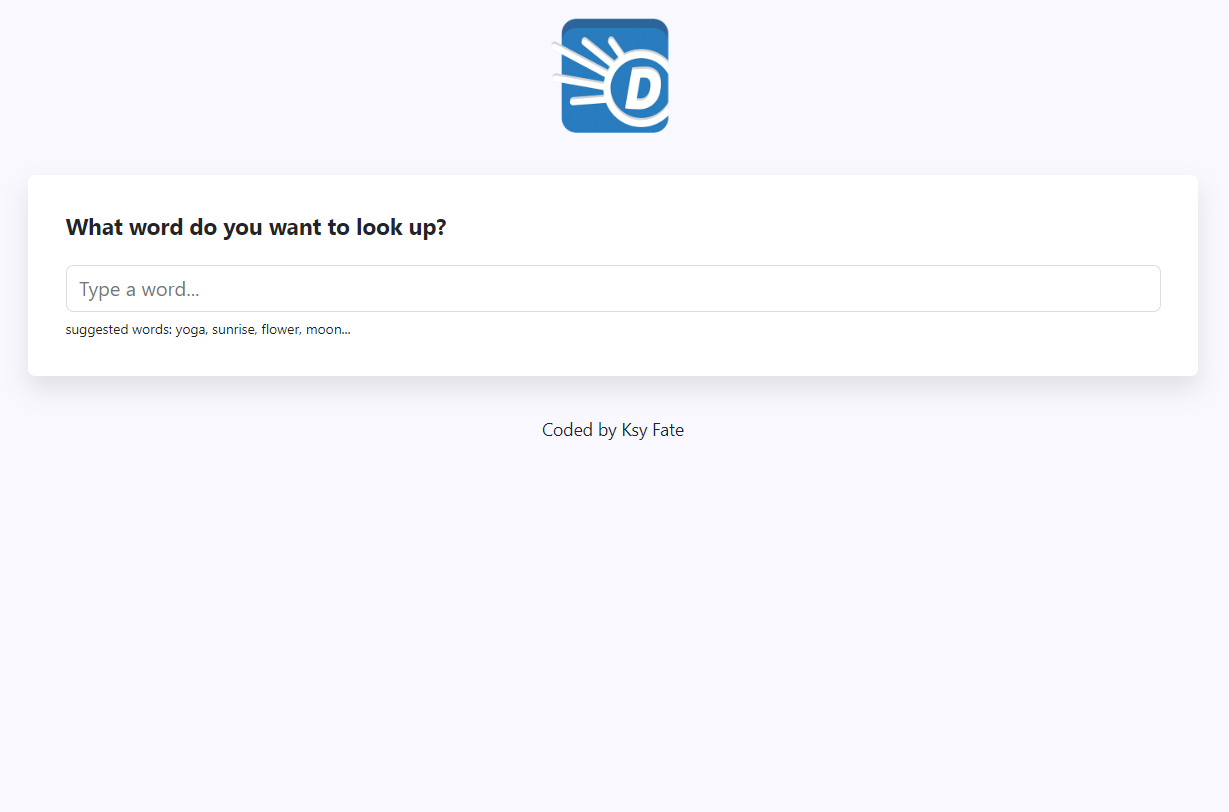 D
What word do you want to look up?
Type a word...
suggested words: yoga, sunrise, flower, moon...
Coded by Ksy Fate